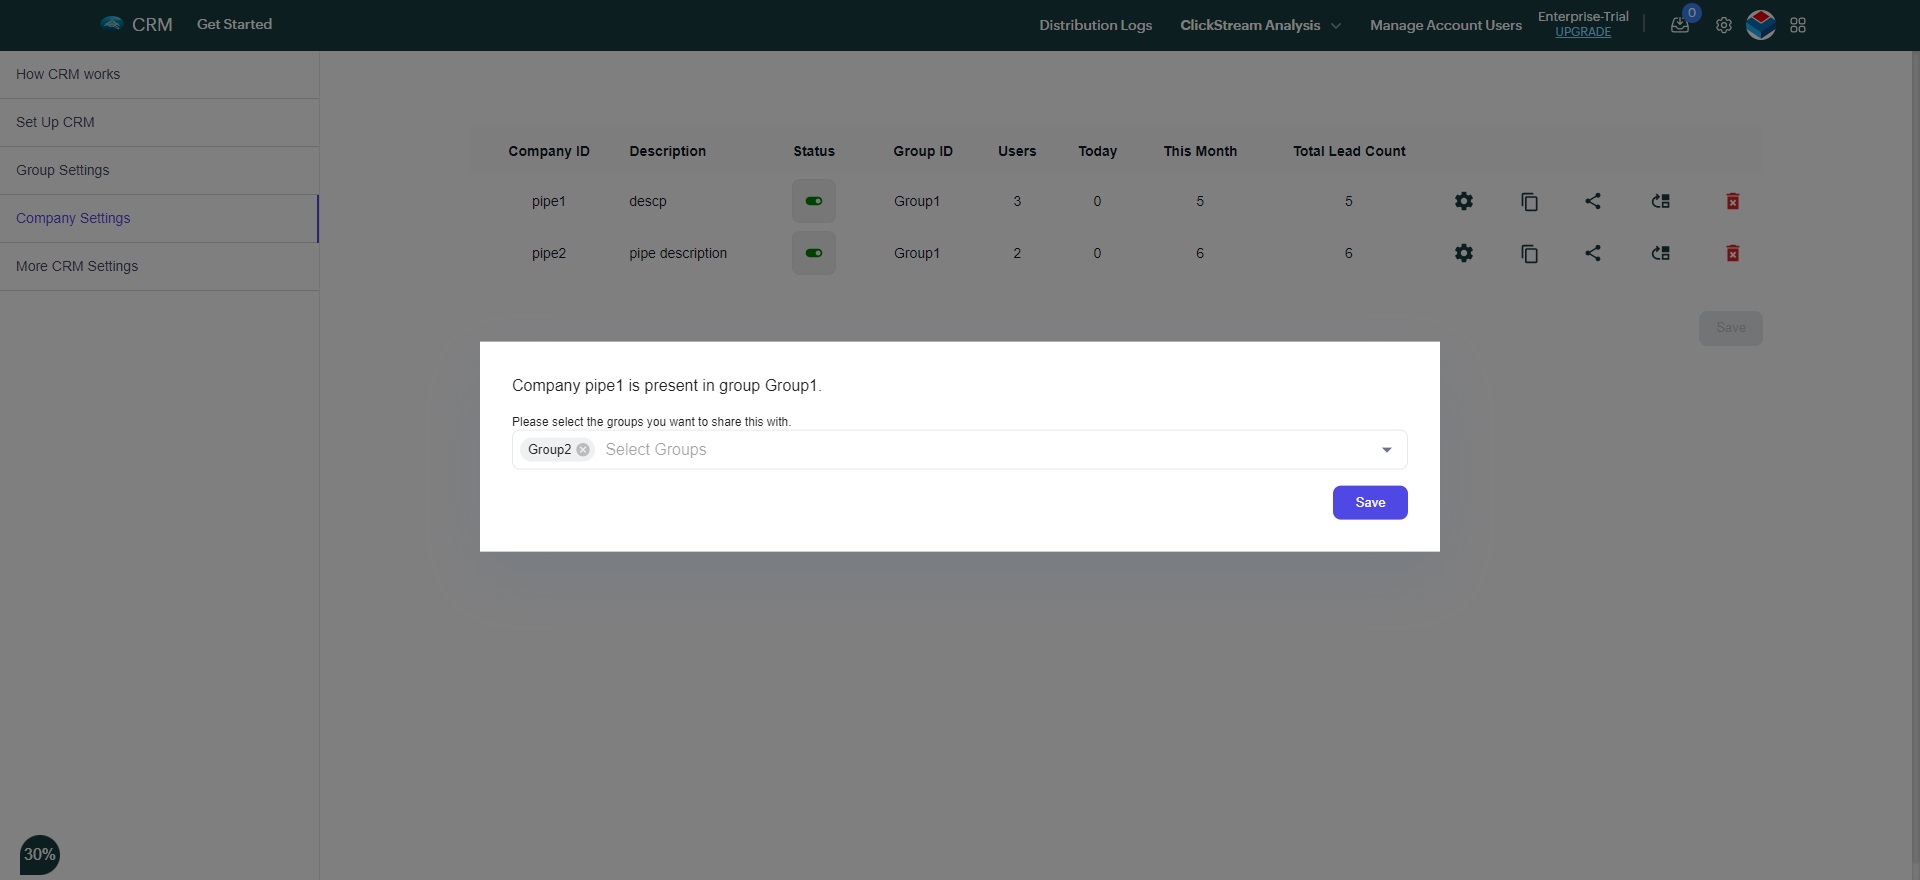 CRM Get Started Distribution Logs ClickStream Analysis Manage Account Users Enterprise-Trial 0
UPGRADE
How CRM works
Set Up CRM
Group Settings
Company Settings
More CRM Settings
Company ID Description Status Group ID Users Today This Month Total Lead Count
pipe1 descp Group1 3 0 5 5
pipe2 pipe description Group1 2 0 6 6
Save
Company pipe1 is present in group Group1.
Please select the groups you want to share this with.
Group2 Select Groups
Save
30%